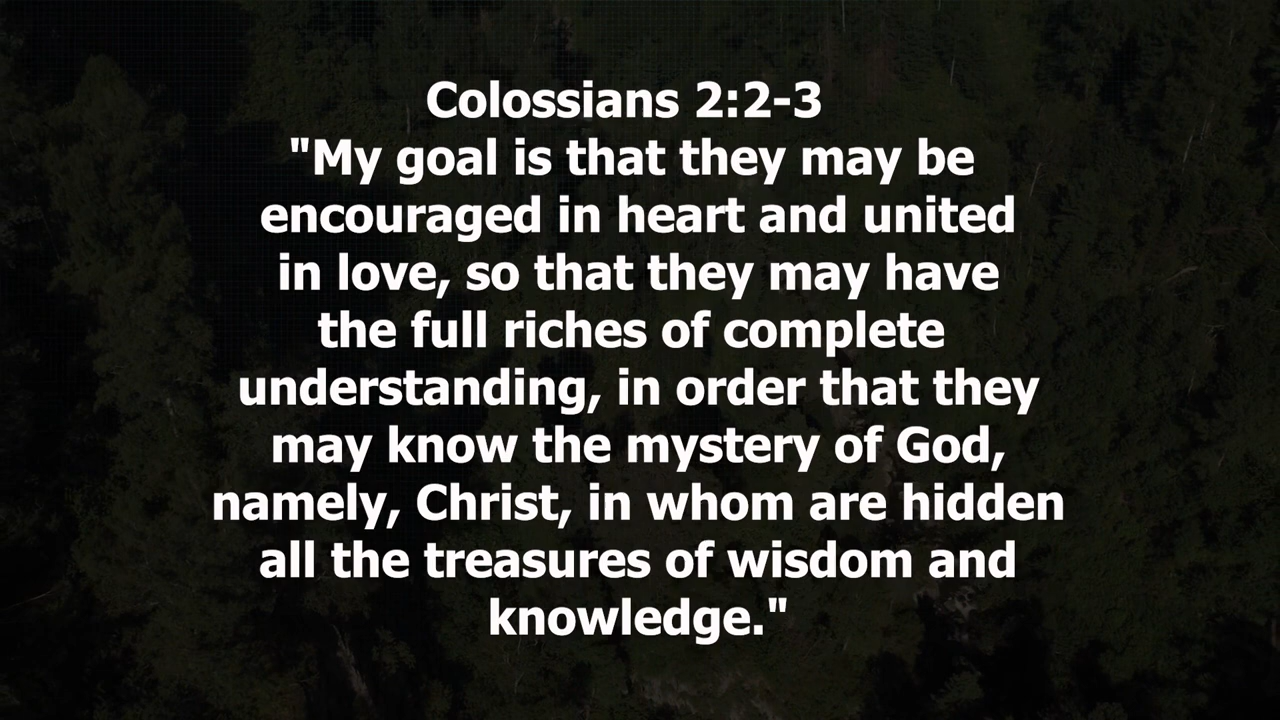 Colossians 2:2-3
"My goal is that they may be
encouraged in heart and united
in love, so that they may have
the full riches of complete
understanding, in order that they
may know the mystery of God,
namely, Christ, in whom are hidden
all the treasures of wisdom and
knowledge."